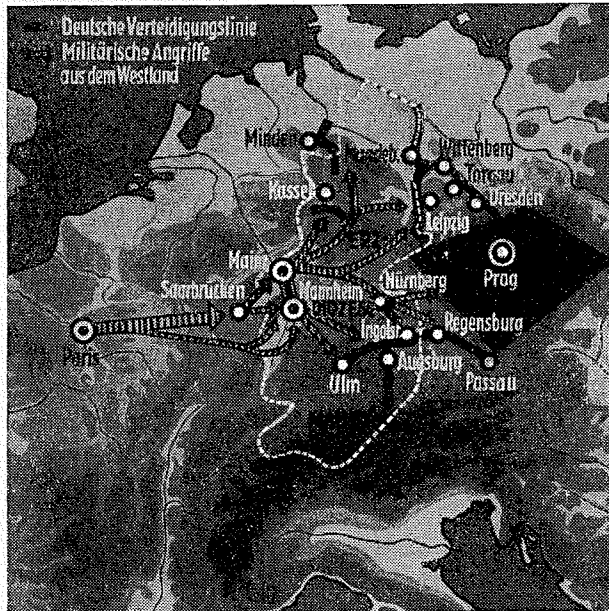 Deutsche Verteidigungslinie
Militärische Angriffe
aus dem Westland
Minden
Wittenberg
Torgau
Kassel
Dresden
Leipzig
Mainz
Prag
Saarbrücken
Mannheim
Nürnberg
Ingolst
Regensburg
Paris
Ulm
Augsburg
Passau